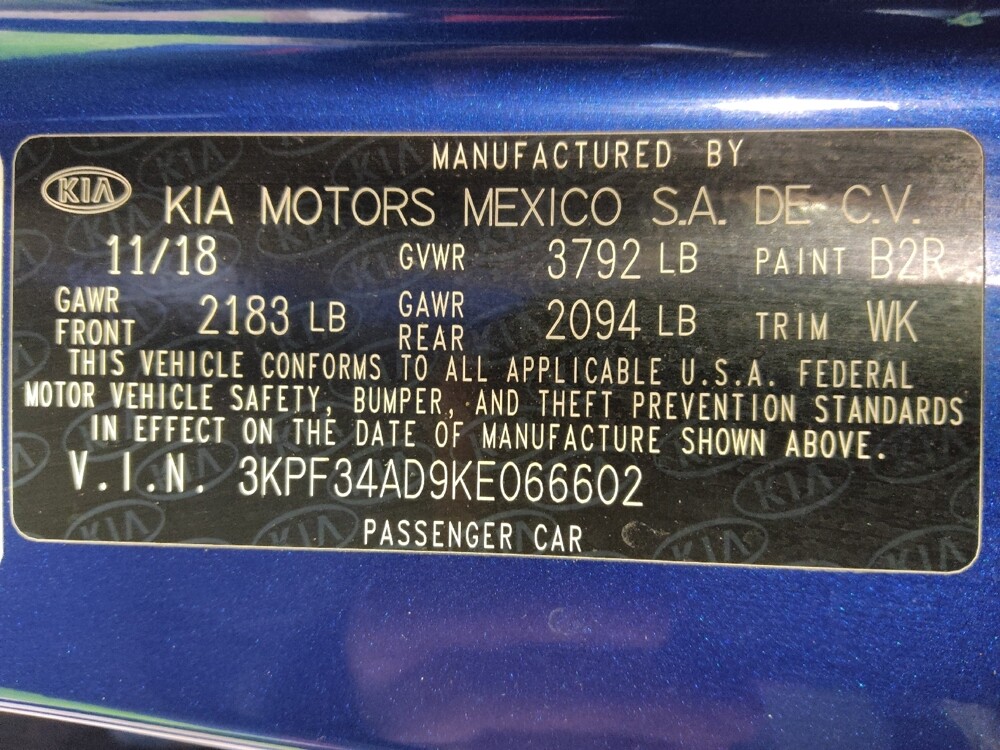 MANUFACTURED BY
KIA KIA MOTORS MEXICO S.A. DE C.V.
11/18 GVWR 3792 LB PAINT B2R
GAWR FRONT 2183 LB GAWR REAR 2094 LB TRIM WK
THIS VEHICLE CONFORMS TO ALL APPLICABLE U.S.A. FEDERAL
MOTOR VEHICLE SAFETY, BUMPER, AND THEFT PREVENTION STANDARDS
IN EFFECT ON THE DATE OF MANUFACTURE SHOWN ABOVE.
V.I.N. 3KPF34AD9KE066602
PASSENGER CAR